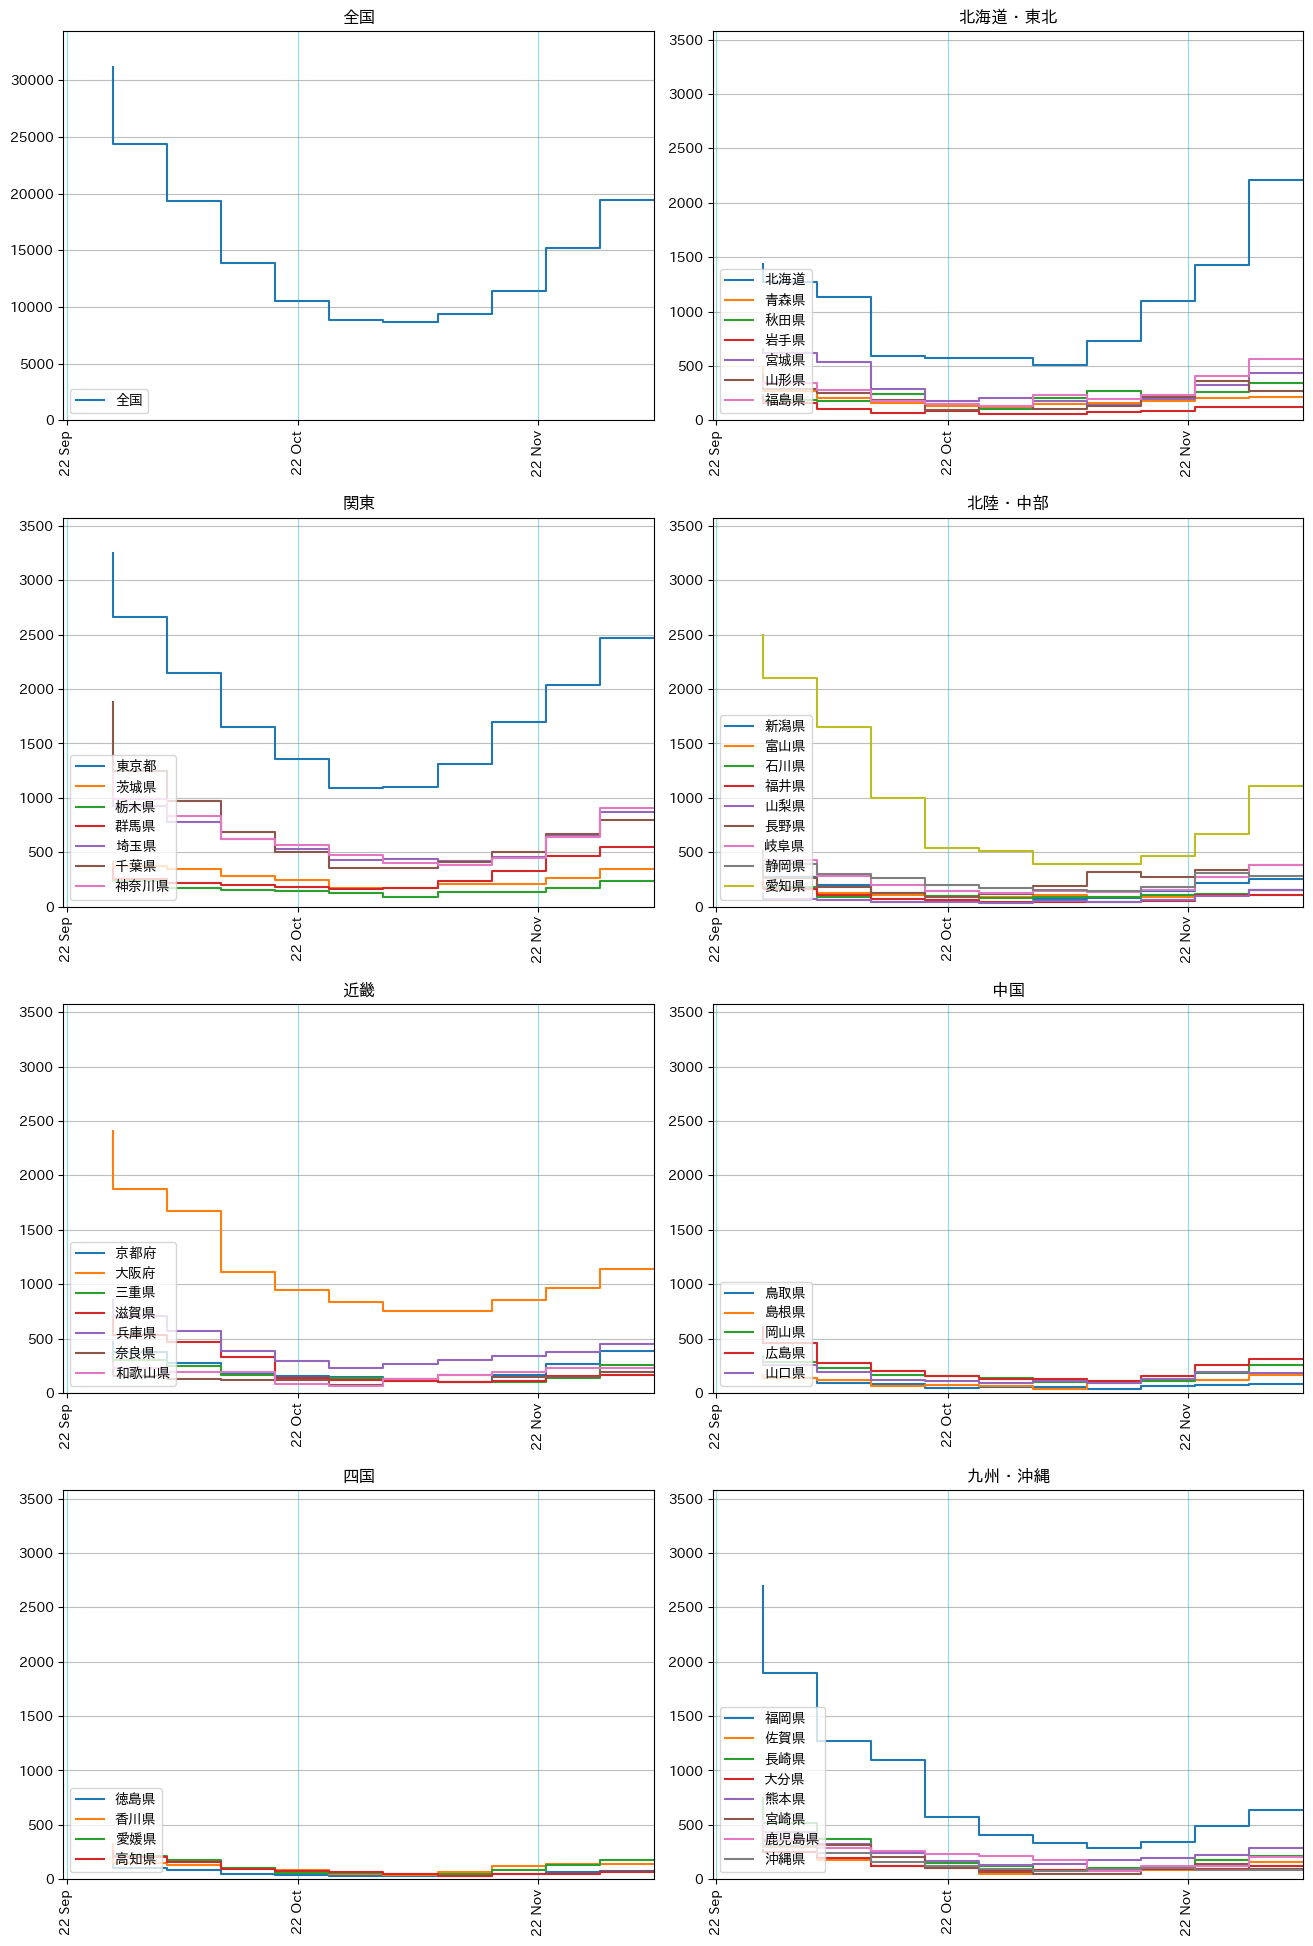 全国
30000
25000
20000
15000
10000
5000
0
全国
22 Sep
22 Oct
22 Nov
北海道・東北
3500
3000
2500
2000
1500
1000
500
0
北海道
青森県
秋田県
岩手県
宮城県
山形県
福島県
22 Sep
22 Oct
22 Nov
関東
3500
3000
2500
2000
1500
1000
500
0
東京都
茨城県
栃木県
群馬県
埼玉県
千葉県
神奈川県
22 Sep
22 Oct
22 Nov
北陸・中部
3500
3000
2500
2000
1500
1000
500
0
新潟県
富山県
石川県
福井県
山梨県
長野県
岐阜県
静岡県
愛知県
22 Sep
22 Oct
22 Nov
近畿
3500
3000
2500
2000
1500
1000
500
0
京都府
大阪府
三重県
滋賀県
兵庫県
奈良県
和歌山県
22 Sep
22 Oct
22 Nov
中国
3500
3000
2500
2000
1500
1000
500
0
鳥取県
島根県
岡山県
広島県
山口県
22 Sep
22 Oct
22 Nov
四国
3500
3000
2500
2000
1500
1000
500
0
徳島県
香川県
愛媛県
高知県
22 Sep
22 Oct
22 Nov
九州・沖縄
3500
3000
2500
2000
1500
1000
500
0
福岡県
佐賀県
長崎県
大分県
熊本県
宮崎県
鹿児島県
沖縄県
22 Sep
22 Oct
22 Nov